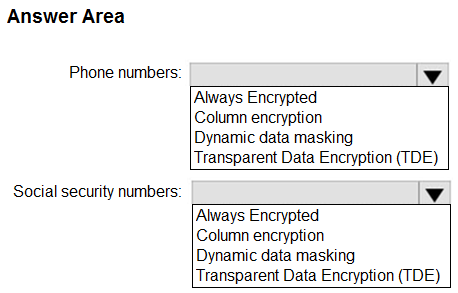 Answer Area
Phone numbers:
Always Encrypted
Column encryption
Dynamic data masking
Transparent Data Encryption (TDE)
Social security numbers:
Always Encrypted
Column encryption
Dynamic data masking
Transparent Data Encryption (TDE)